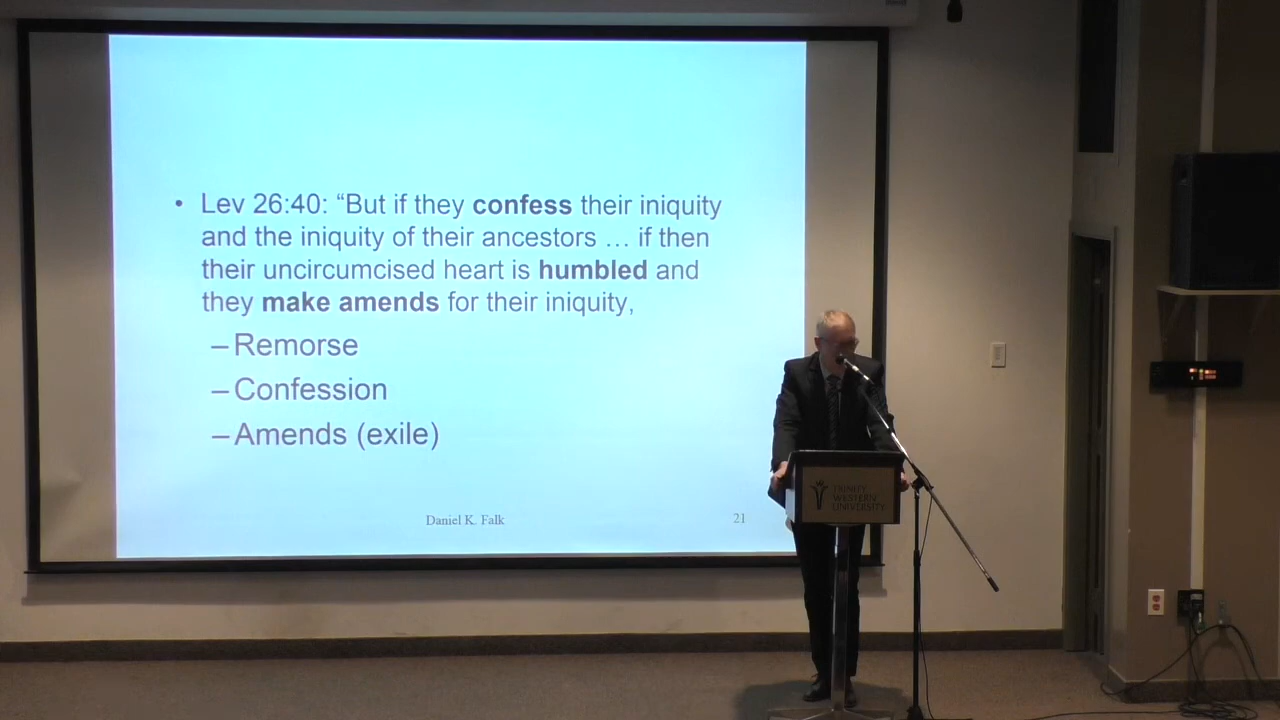 • Lev 26:40: “But if they confess their iniquity
and the iniquity of their ancestors … if then
their uncircumcised heart is humbled and
they make amends for their iniquity,
–Remorse
–Confession
–Amends (exile)
Daniel K. Falk
21
TRINITY
WESTERN
UNIVERSITY